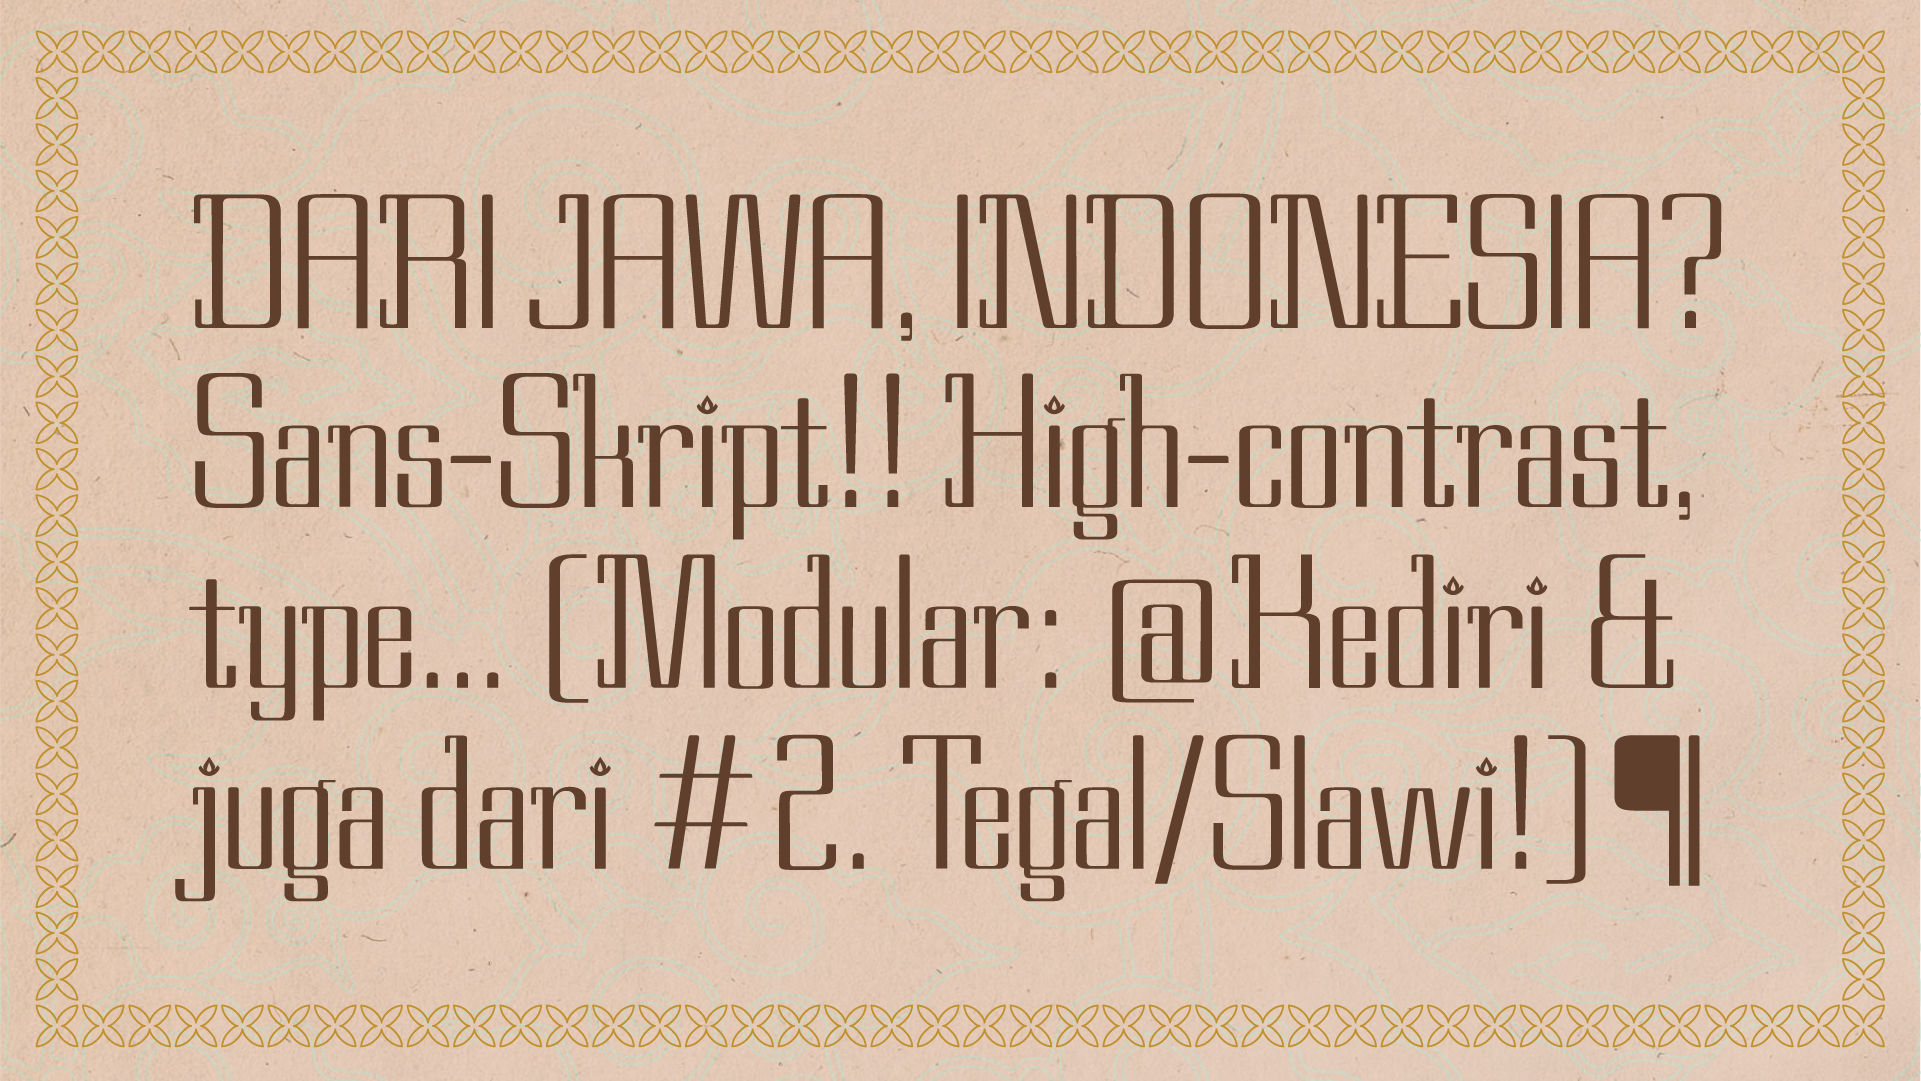 DARI JAWA, INDONESIA?
Sans-Skript!! High-contrast,
type... (Modular: @Kediri &
juga dari #2. Tegal/Slawi!) ¶